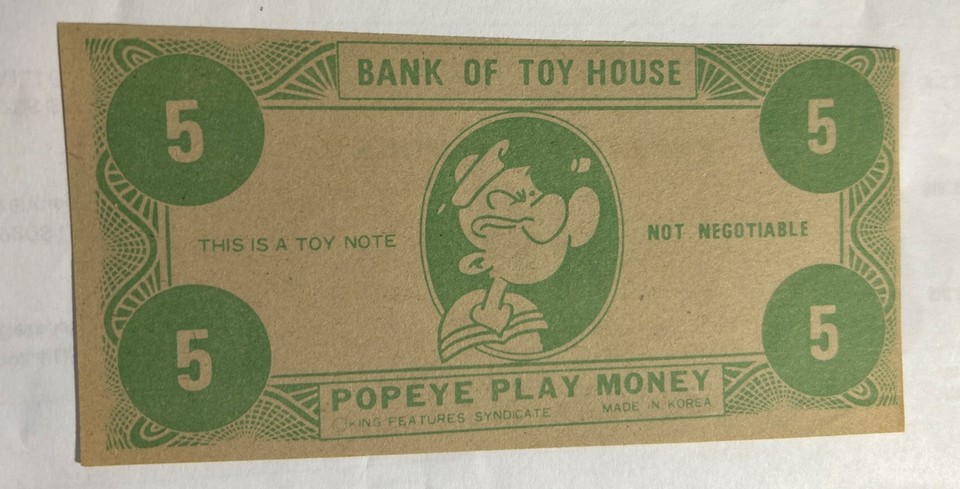 BANK OF TOY HOUSE
5
5
THIS IS A TOY NOTE
NOT NEGOTIABLE
5
5
POPEYE PLAY MONEY
©KING FEATURES SYNDICATE MADE IN KOREA